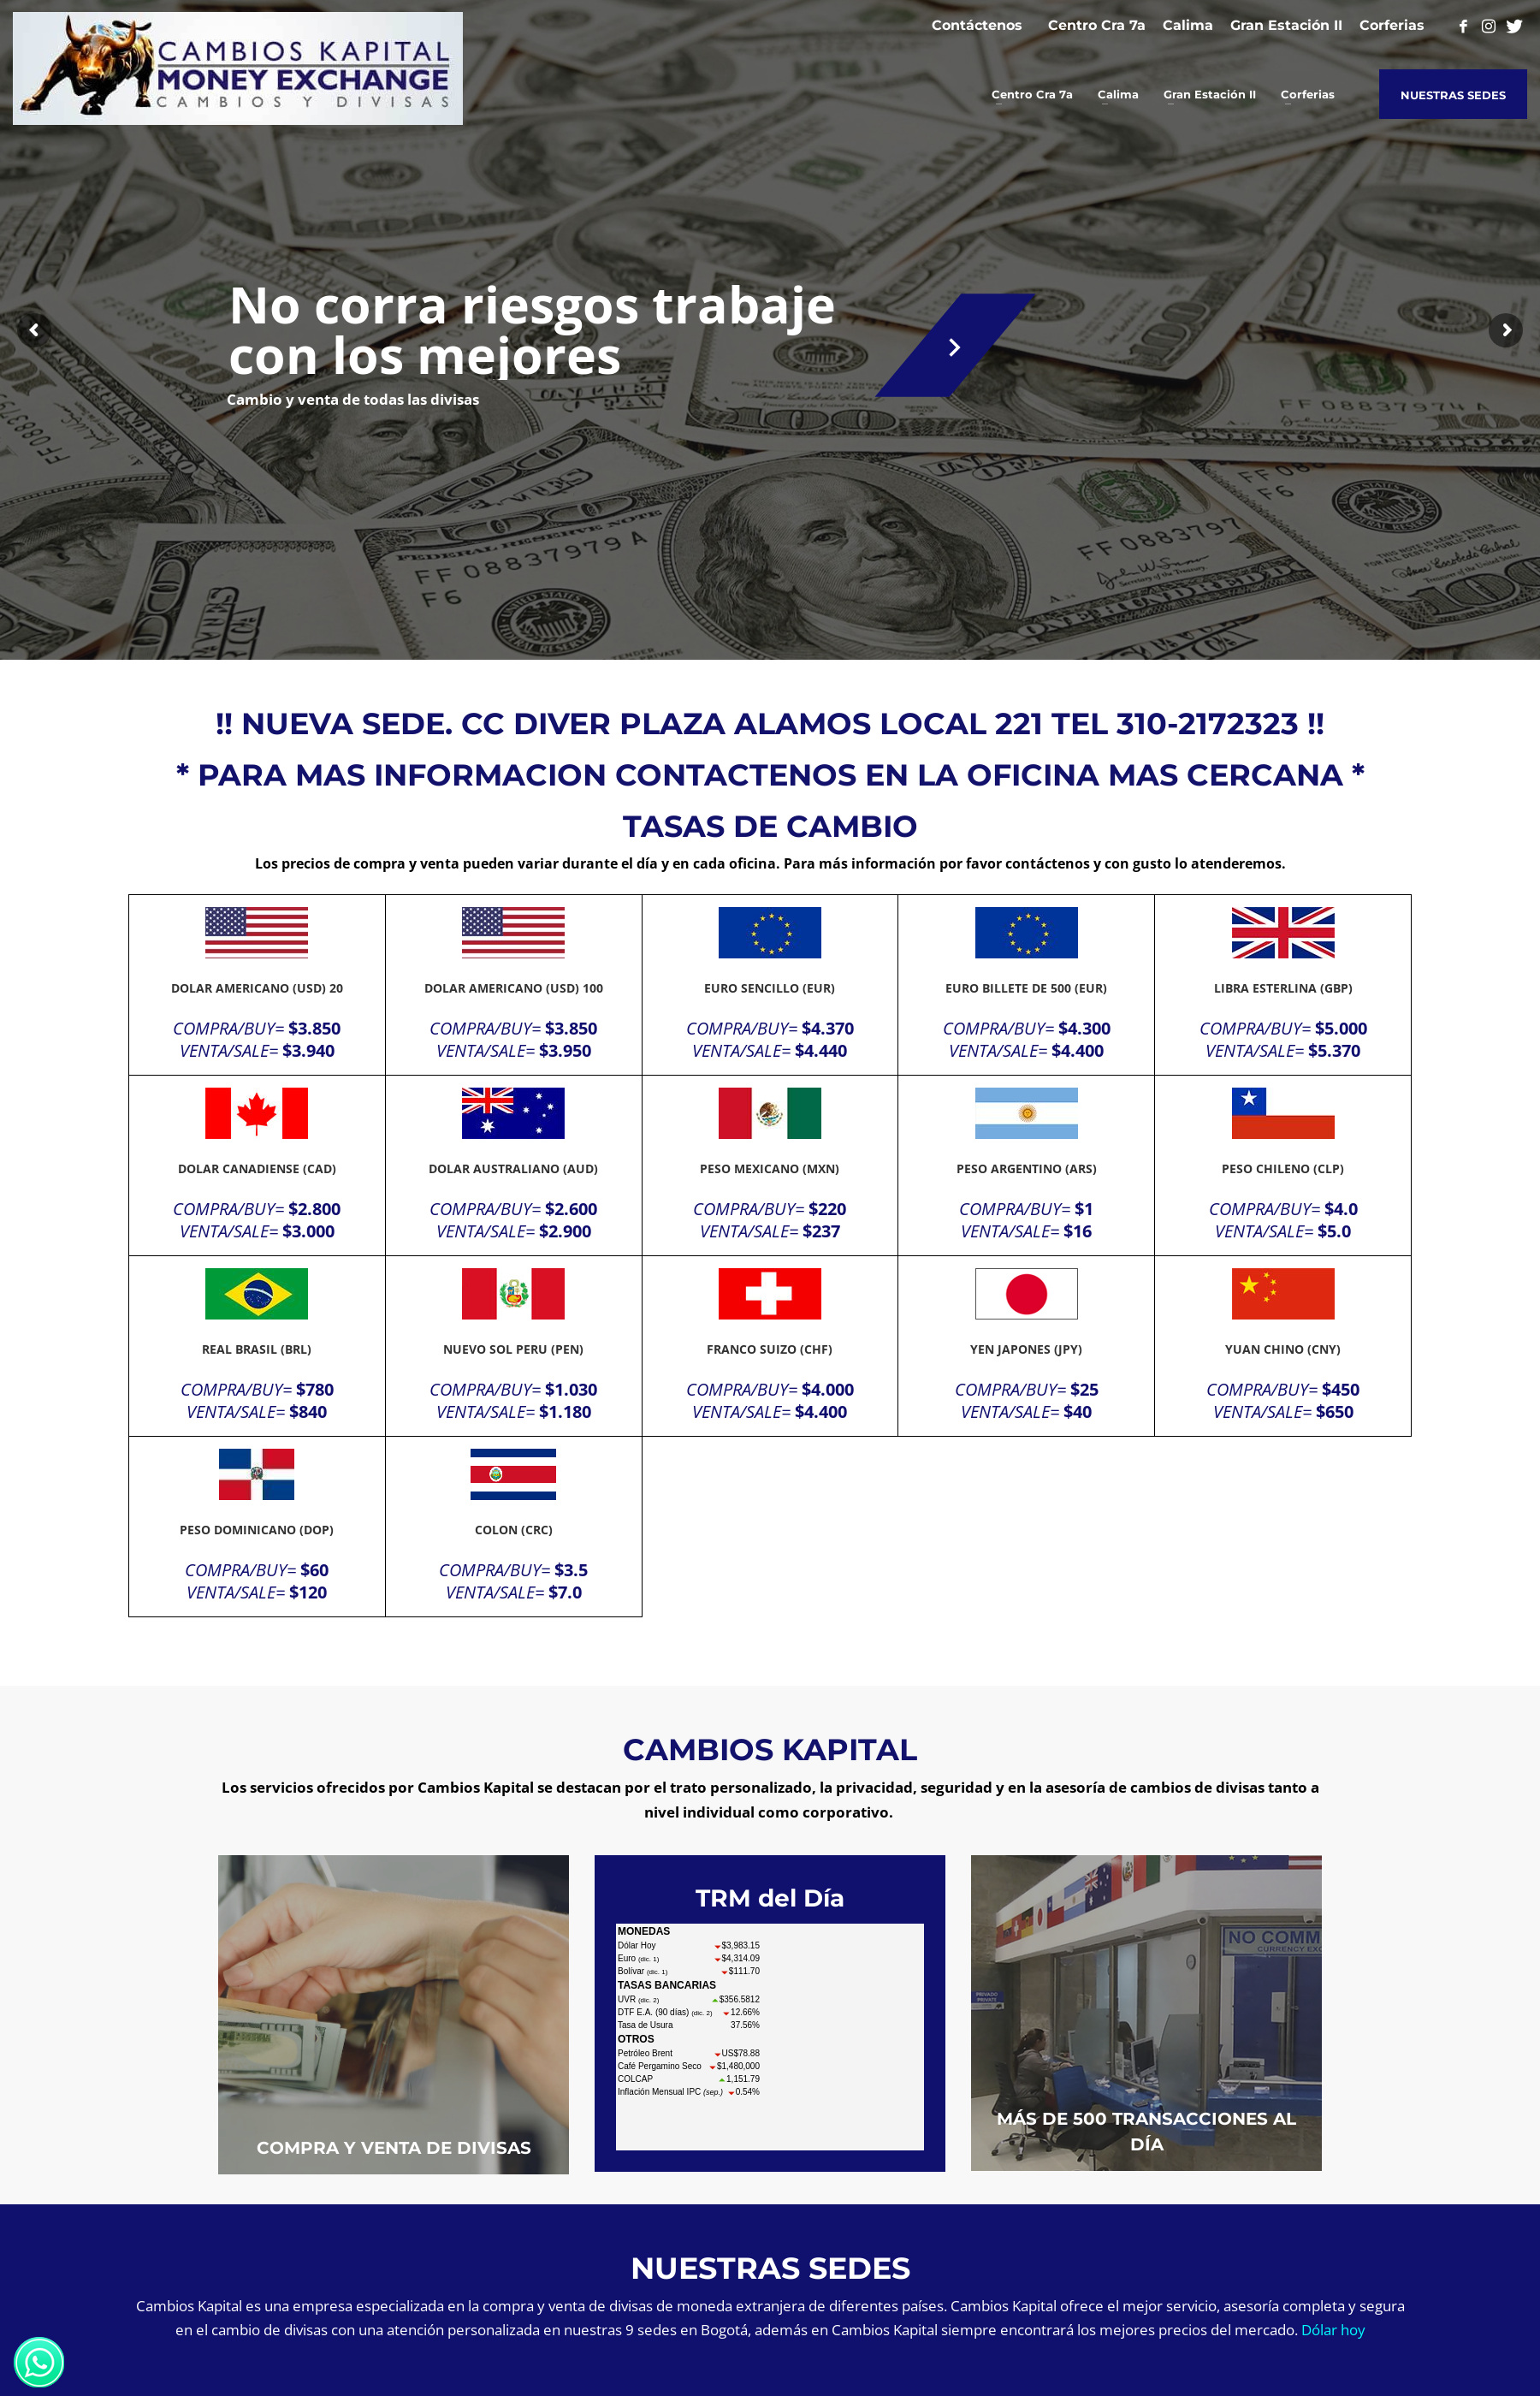 CAMBIOS KAPITAL
MONEY EXCHANGE
CAMBIOS Y DIVISAS
Contáctenos Centro Cra 7a Calima Gran Estación II Corferias
Centro Cra 7a Calima Gran Estación II Corferias NUESTRAS SEDES
No corra riesgos trabaje
con los mejores
Cambio y venta de todas las divisas
FF 08837979 A
FEDERAL RESERVE NOTE
!! NUEVA SEDE. CC DIVER PLAZA ALAMOS LOCAL 221 TEL 310-2172323 !!
* PARA MAS INFORMACION CONTACTENOS EN LA OFICINA MAS CERCANA *
TASAS DE CAMBIO
Los precios de compra y venta pueden variar durante el día y en cada oficina. Para más información por favor contáctenos y con gusto lo atenderemos.
DOLAR AMERICANO (USD) 20
COMPRA/BUY= $3.850
VENTA/SALE= $3.940
DOLAR AMERICANO (USD) 100
COMPRA/BUY= $3.850
VENTA/SALE= $3.950
EURO SENCILLO (EUR)
COMPRA/BUY= $4.370
VENTA/SALE= $4.440
EURO BILLETE DE 500 (EUR)
COMPRA/BUY= $4.300
VENTA/SALE= $4.400
LIBRA ESTERLINA (GBP)
COMPRA/BUY= $5.000
VENTA/SALE= $5.370
DOLAR CANADIENSE (CAD)
COMPRA/BUY= $2.800
VENTA/SALE= $3.000
DOLAR AUSTRALIANO (AUD)
COMPRA/BUY= $2.600
VENTA/SALE= $2.900
PESO MEXICANO (MXN)
COMPRA/BUY= $220
VENTA/SALE= $237
PESO ARGENTINO (ARS)
COMPRA/BUY= $1
VENTA/SALE= $16
PESO CHILENO (CLP)
COMPRA/BUY= $4.0
VENTA/SALE= $5.0
REAL BRASIL (BRL)
COMPRA/BUY= $780
VENTA/SALE= $840
NUEVO SOL PERU (PEN)
COMPRA/BUY= $1.030
VENTA/SALE= $1.180
FRANCO SUIZO (CHF)
COMPRA/BUY= $4.000
VENTA/SALE= $4.400
YEN JAPONES (JPY)
COMPRA/BUY= $25
VENTA/SALE= $40
YUAN CHINO (CNY)
COMPRA/BUY= $450
VENTA/SALE= $650
PESO DOMINICANO (DOP)
COMPRA/BUY= $60
VENTA/SALE= $120
COLON (CRC)
COMPRA/BUY= $3.5
VENTA/SALE= $7.0
CAMBIOS KAPITAL
Los servicios ofrecidos por Cambios Kapital se destacan por el trato personalizado, la privacidad, seguridad y en la asesoría de cambios de divisas tanto a
nivel individual como corporativo.
COMPRA Y VENTA DE DIVISAS
TRM del Día
MONEDAS
Dólar Hoy $3,983.15
Euro (dic. 1) $4,314.09
Bolívar (dic. 1) $111.70
TASAS BANCARIAS
UVR (dic. 2) $356.5812
DTF E.A. (90 días) (dic. 2) 12.66%
Tasa de Usura 37.56%
OTROS
Petróleo Brent US$78.88
Café Pergamino Seco $1,480,000
COLCAP 1,151.79
Inflación Mensual IPC (sep.) 0.54%
NO COMM
CURRENCY EXC
MÁS DE 500 TRANSACCIONES AL
DÍA
NUESTRAS SEDES
Cambios Kapital es una empresa especializada en la compra y venta de divisas de moneda extranjera de diferentes países. Cambios Kapital ofrece el mejor servicio, asesoría completa y segura
en el cambio de divisas con una atención personalizada en nuestras 9 sedes en Bogotá, además en Cambios Kapital siempre encontrará los mejores precios del mercado. Dólar hoy